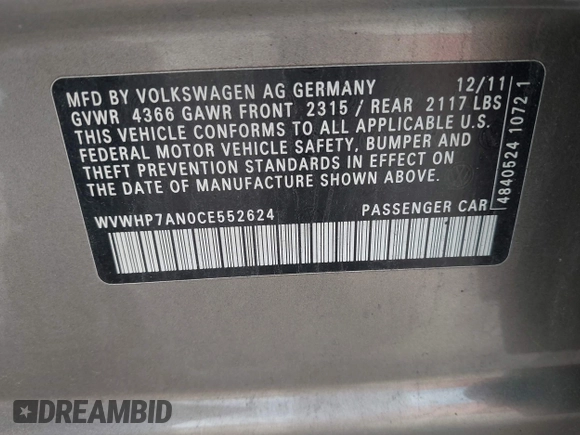 MFD BY VOLKSWAGEN AG GERMANY 12/11
GVWR 4366 GAWR FRONT 2315 / REAR 2117 LBS
THIS VEHICLE CONFORMS TO ALL APPLICABLE U.S.
FEDERAL MOTOR VEHICLE SAFETY, BUMPER AND
THEFT PREVENTION STANDARDS IN EFFECT ON
THE DATE OF MANUFACTURE SHOWN ABOVE.
WVWHP7AN0CE552624 PASSENGER CAR
4840524 1072 1
DREAMBID